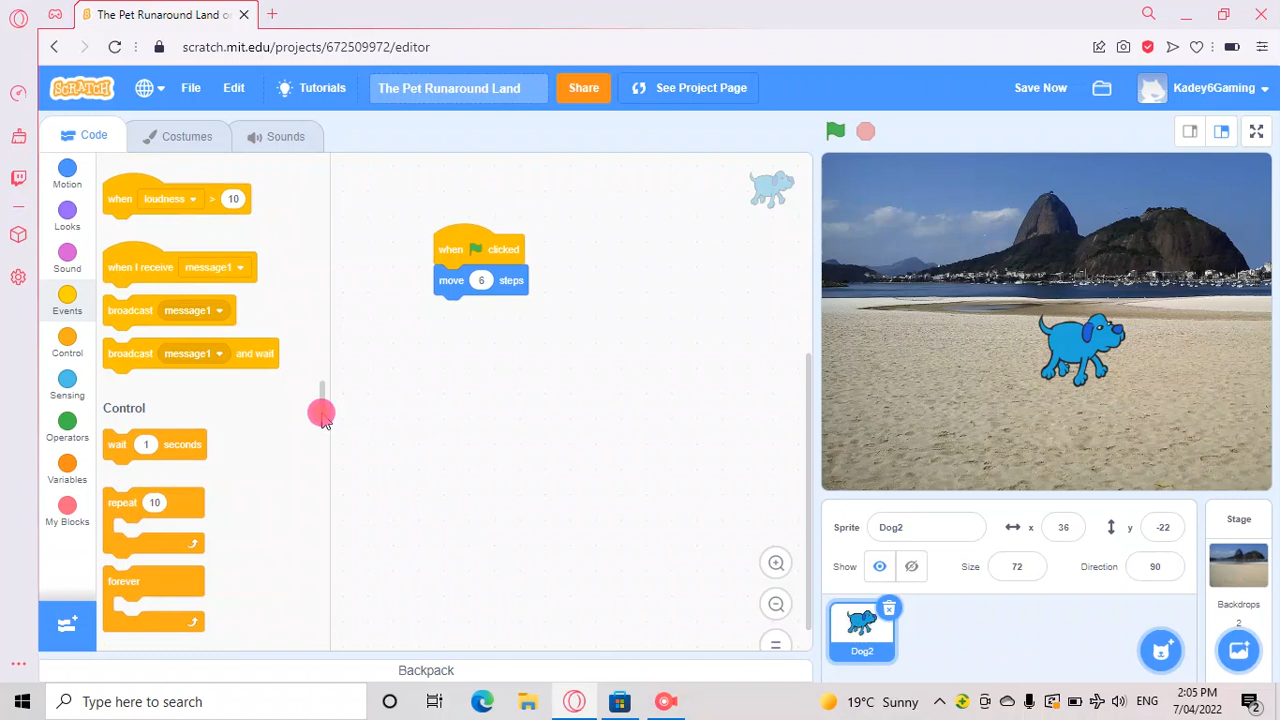 The Pet Runaround Land o
scratch.mit.edu/projects/672509972/editor
SCRATCH
File
Edit
Tutorials
The Pet Runaround Land
Share
See Project Page
Save Now
Kadey6Gaming
Code
Costumes
Sounds
Motion
Looks
Sound
Events
Control
Sensing
Operators
Variables
My Blocks
when loudness > 10
when I receive message1
broadcast message1
broadcast message1 and wait
Control
wait 1 seconds
repeat 10
forever
when clicked
move 6 steps
Backpack
Sprite Dog2 x 36 y -22
Show Size 72 Direction 90
Dog2
Stage
Backdrops
2
Type here to search
19°C Sunny
ENG
2:05 PM
7/04/2022
2